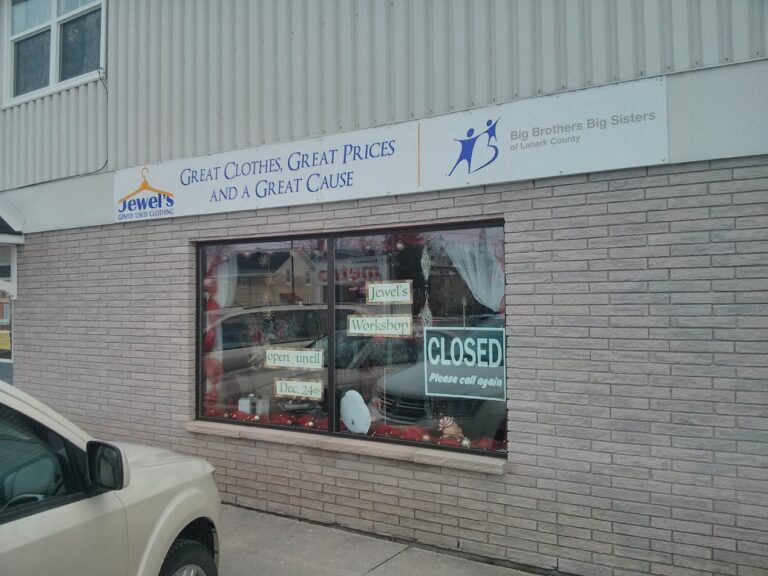 Jewel's
GENTLY USED CLOTHING
GREAT CLOTHES, GREAT PRICES
AND A GREAT CAUSE
Big Brothers Big Sisters
of Lanark County
Jewel's
Workshop
open until
Dec. 24th
CLOSED
Please call again